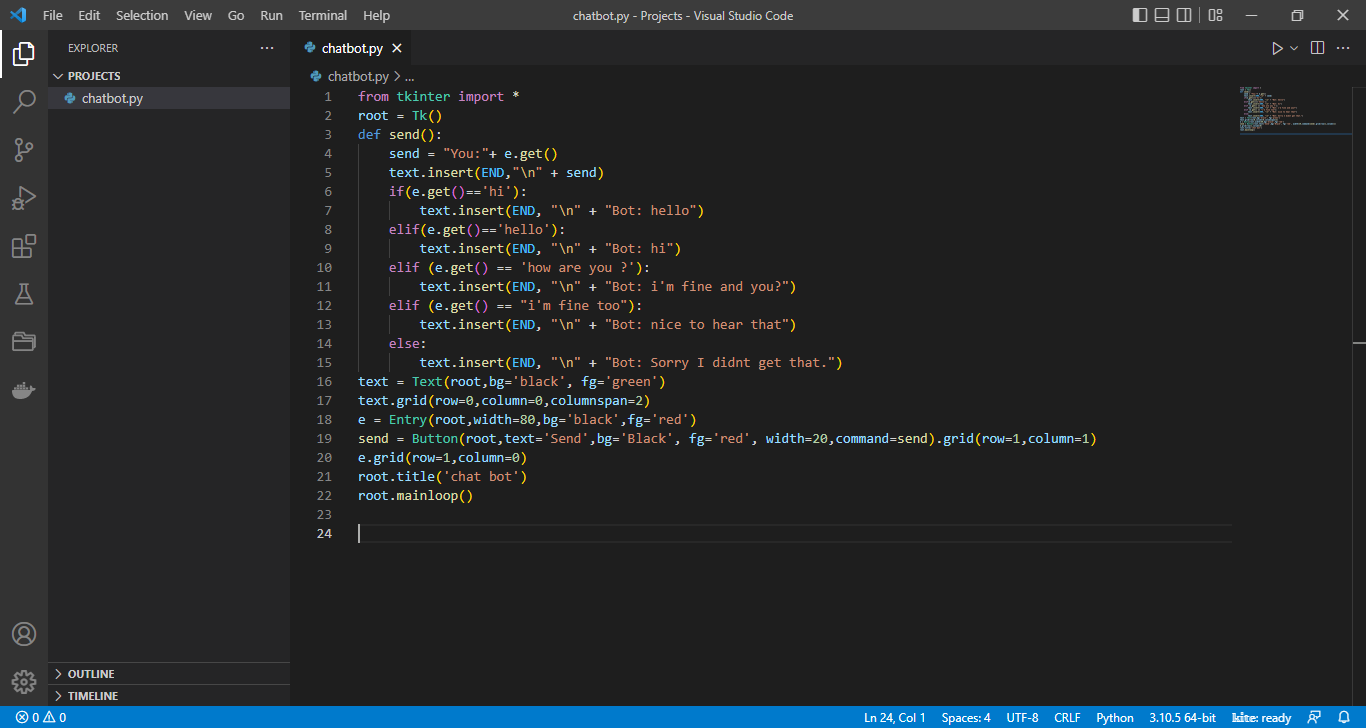 File Edit Selection View Go Run Terminal Help chatbot.py - Projects - Visual Studio Code
EXPLORER
PROJECTS
chatbot.py
OUTLINE
TIMELINE
chatbot.py
chatbot.py > ...
1 from tkinter import *
2 root = Tk()
3 def send():
4     send = "You:"+ e.get()
5     text.insert(END,"\n" + send)
6     if(e.get()=='hi'):
7         text.insert(END, "\n" + "Bot: hello")
8     elif(e.get()=='hello'):
9         text.insert(END, "\n" + "Bot: hi")
10     elif (e.get() == 'how are you ?'):
11         text.insert(END, "\n" + "Bot: i'm fine and you?")
12     elif (e.get() == "i'm fine too"):
13         text.insert(END, "\n" + "Bot: nice to hear that")
14     else:
15         text.insert(END, "\n" + "Bot: Sorry I didnt get that.")
16 text = Text(root,bg='black', fg='green')
17 text.grid(row=0,column=0,columnspan=2)
18 e = Entry(root,width=80,bg='black',fg='red')
19 send = Button(root,text='Send',bg='Black', fg='red', width=20,command=send).grid(row=1,column=1)
20 e.grid(row=1,column=0)
21 root.title('chat bot')
22 root.mainloop()
23
24
0 0 Ln 24, Col 1 Spaces: 4 UTF-8 CRLF Python 3.10.5 64-bit kite: ready